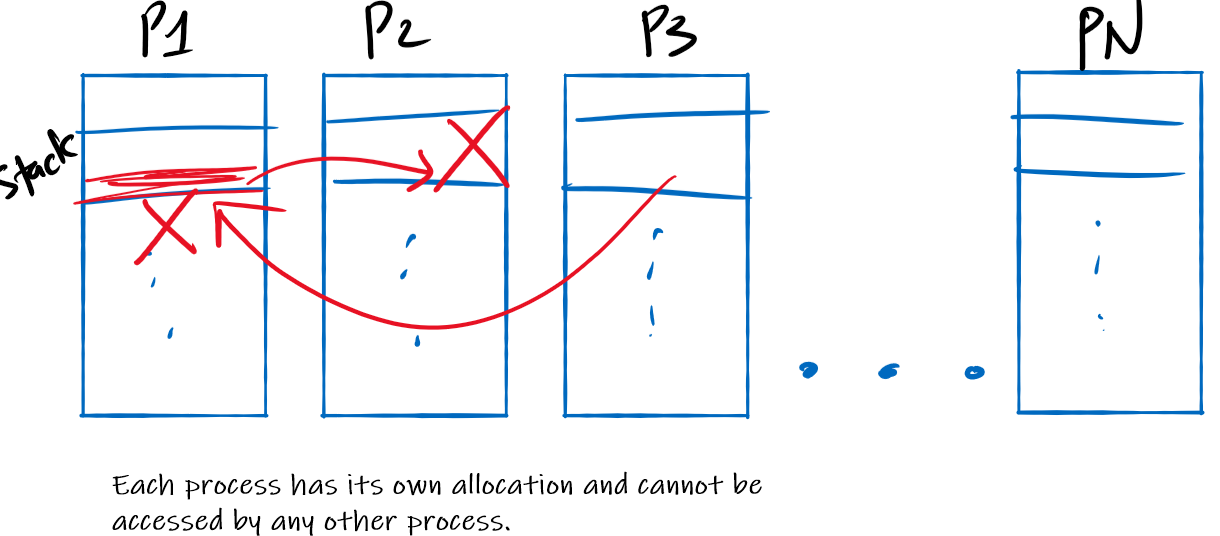 P1 P2 P3 PN
Stack
Each process has its own allocation and cannot be
accessed by any other process.